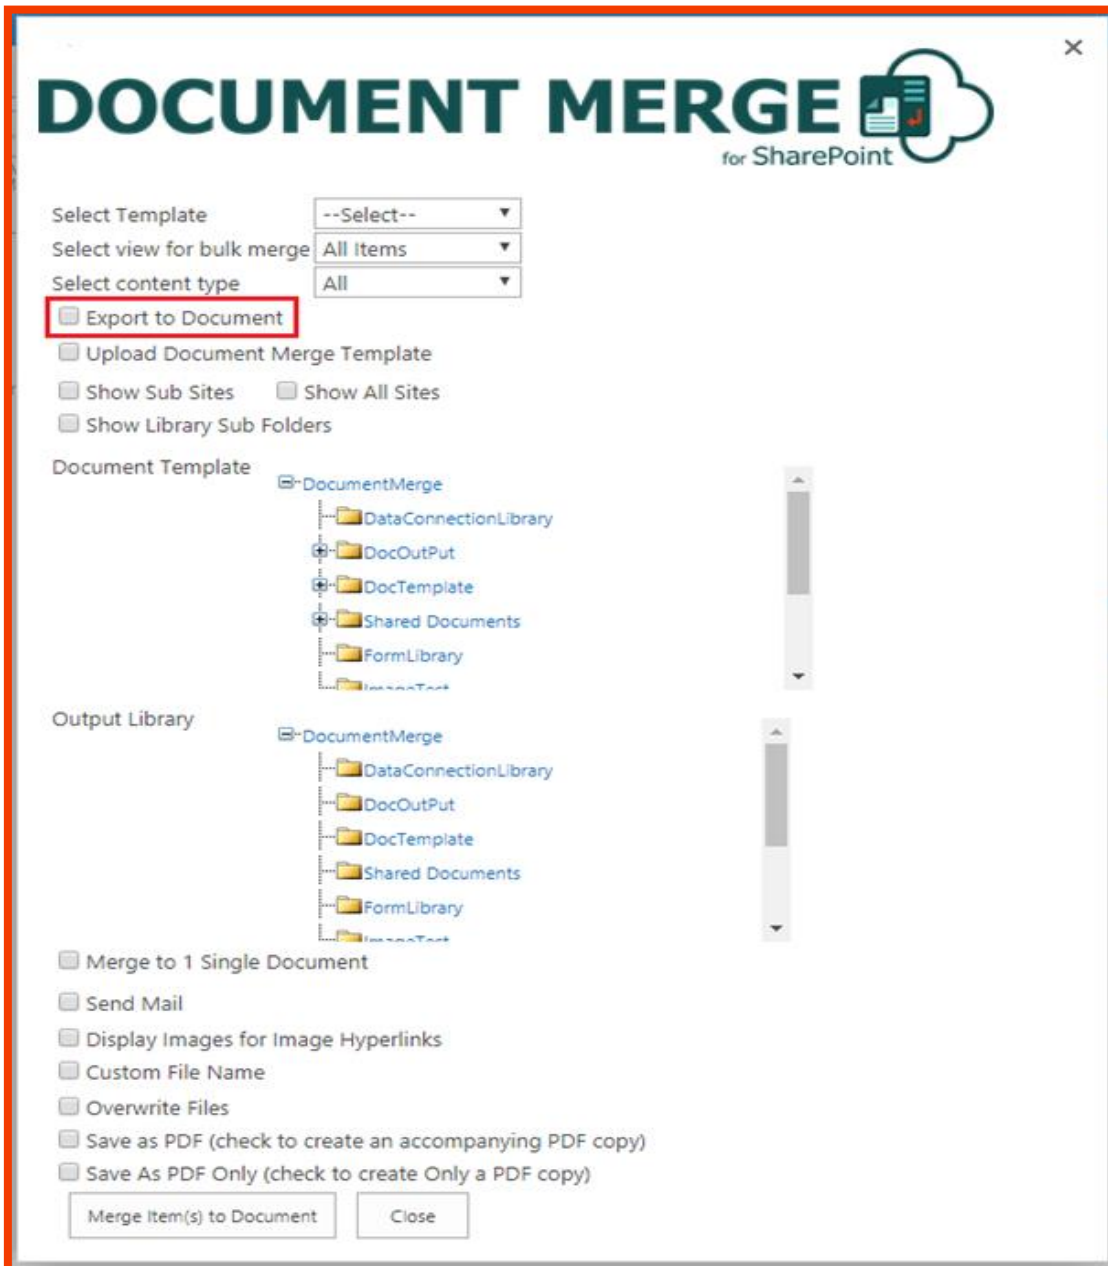 DOCUMENT MERGE
for SharePoint
Select Template --Select--
Select view for bulk merge All Items
Select content type All
Export to Document
Upload Document Merge Template
Show Sub Sites Show All Sites
Show Library Sub Folders
Document Template
DocumentMerge
DataConnectionLibrary
DocOutPut
DocTemplate
Shared Documents
FormLibrary
ImageTest
Output Library
DocumentMerge
DataConnectionLibrary
DocOutPut
DocTemplate
Shared Documents
FormLibrary
ImageTest
Merge to 1 Single Document
Send Mail
Display Images for Image Hyperlinks
Custom File Name
Overwrite Files
Save as PDF (check to create an accompanying PDF copy)
Save As PDF Only (check to create Only a PDF copy)
Merge Item(s) to Document Close